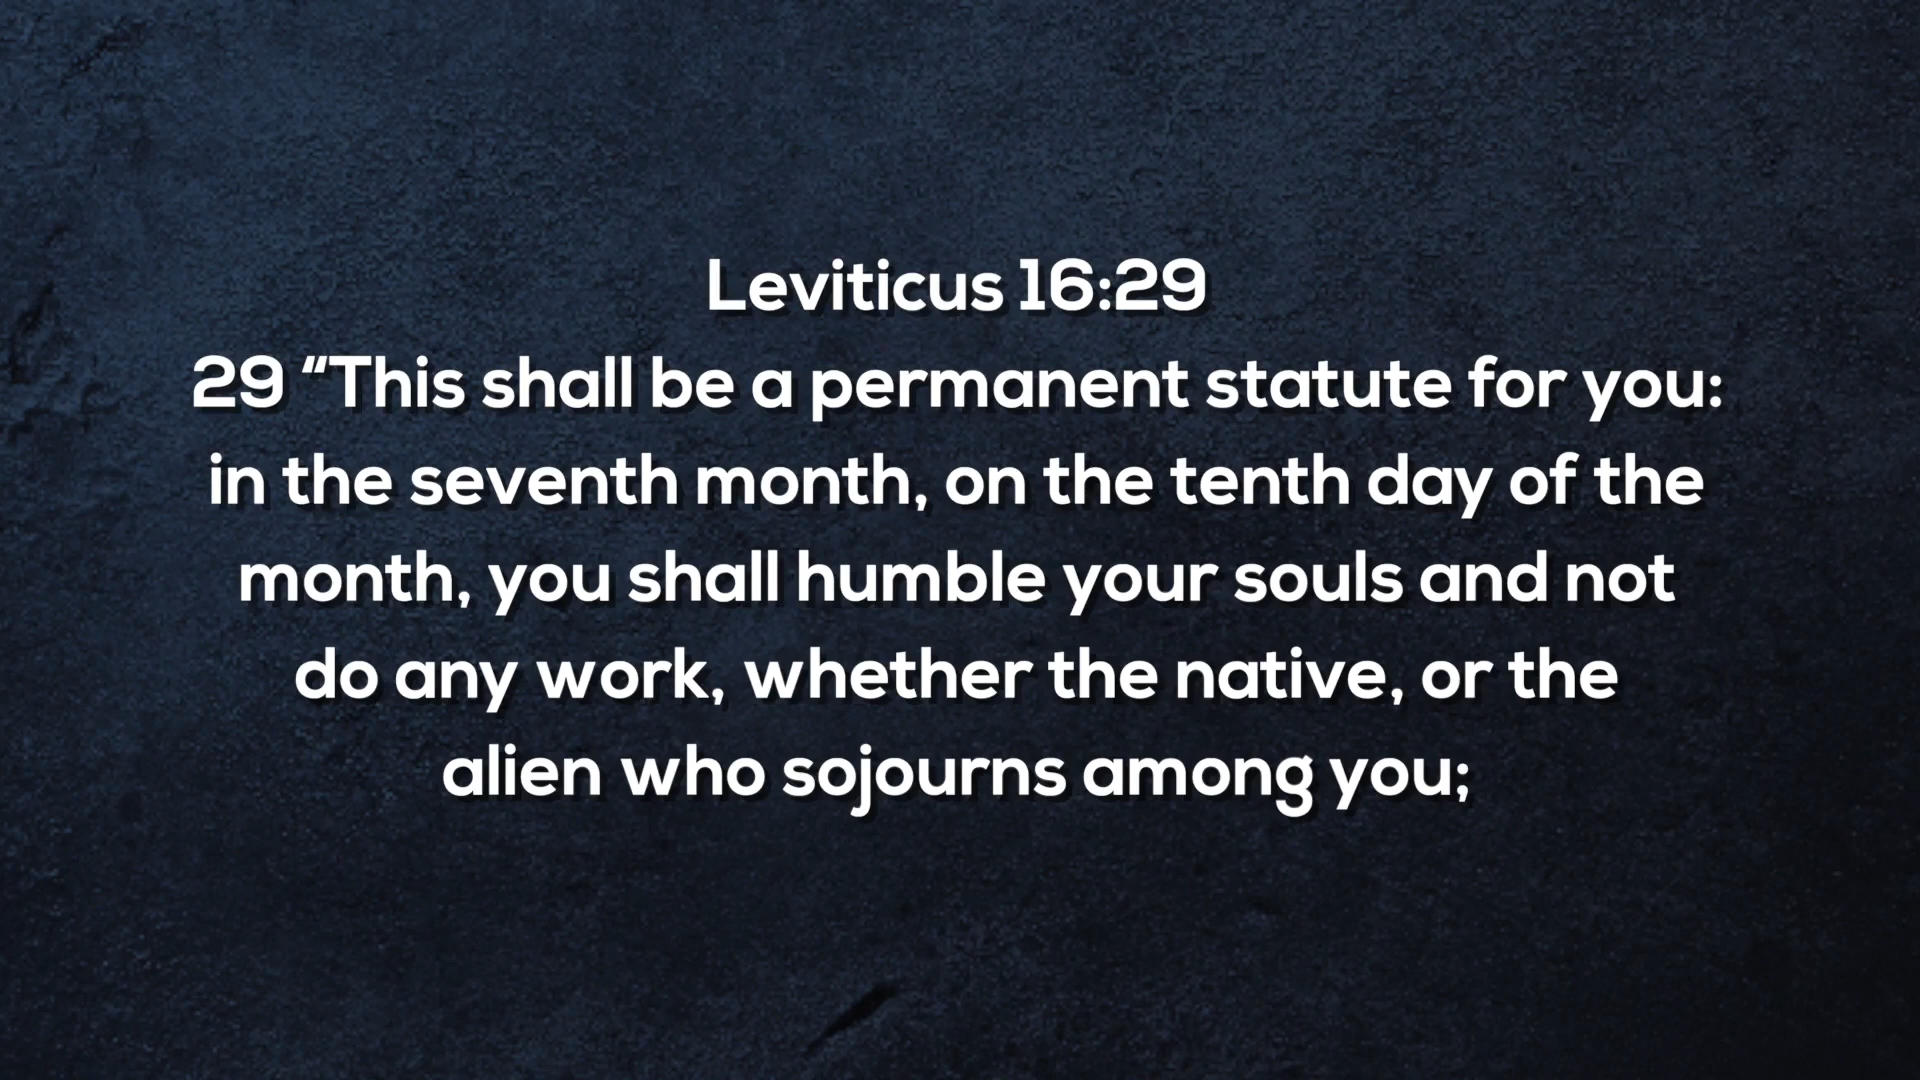 Leviticus 16:29
29 “This shall be a permanent statute for you:
in the seventh month, on the tenth day of the
month, you shall humble your souls and not
do any work, whether the native, or the
alien who sojourns among you;